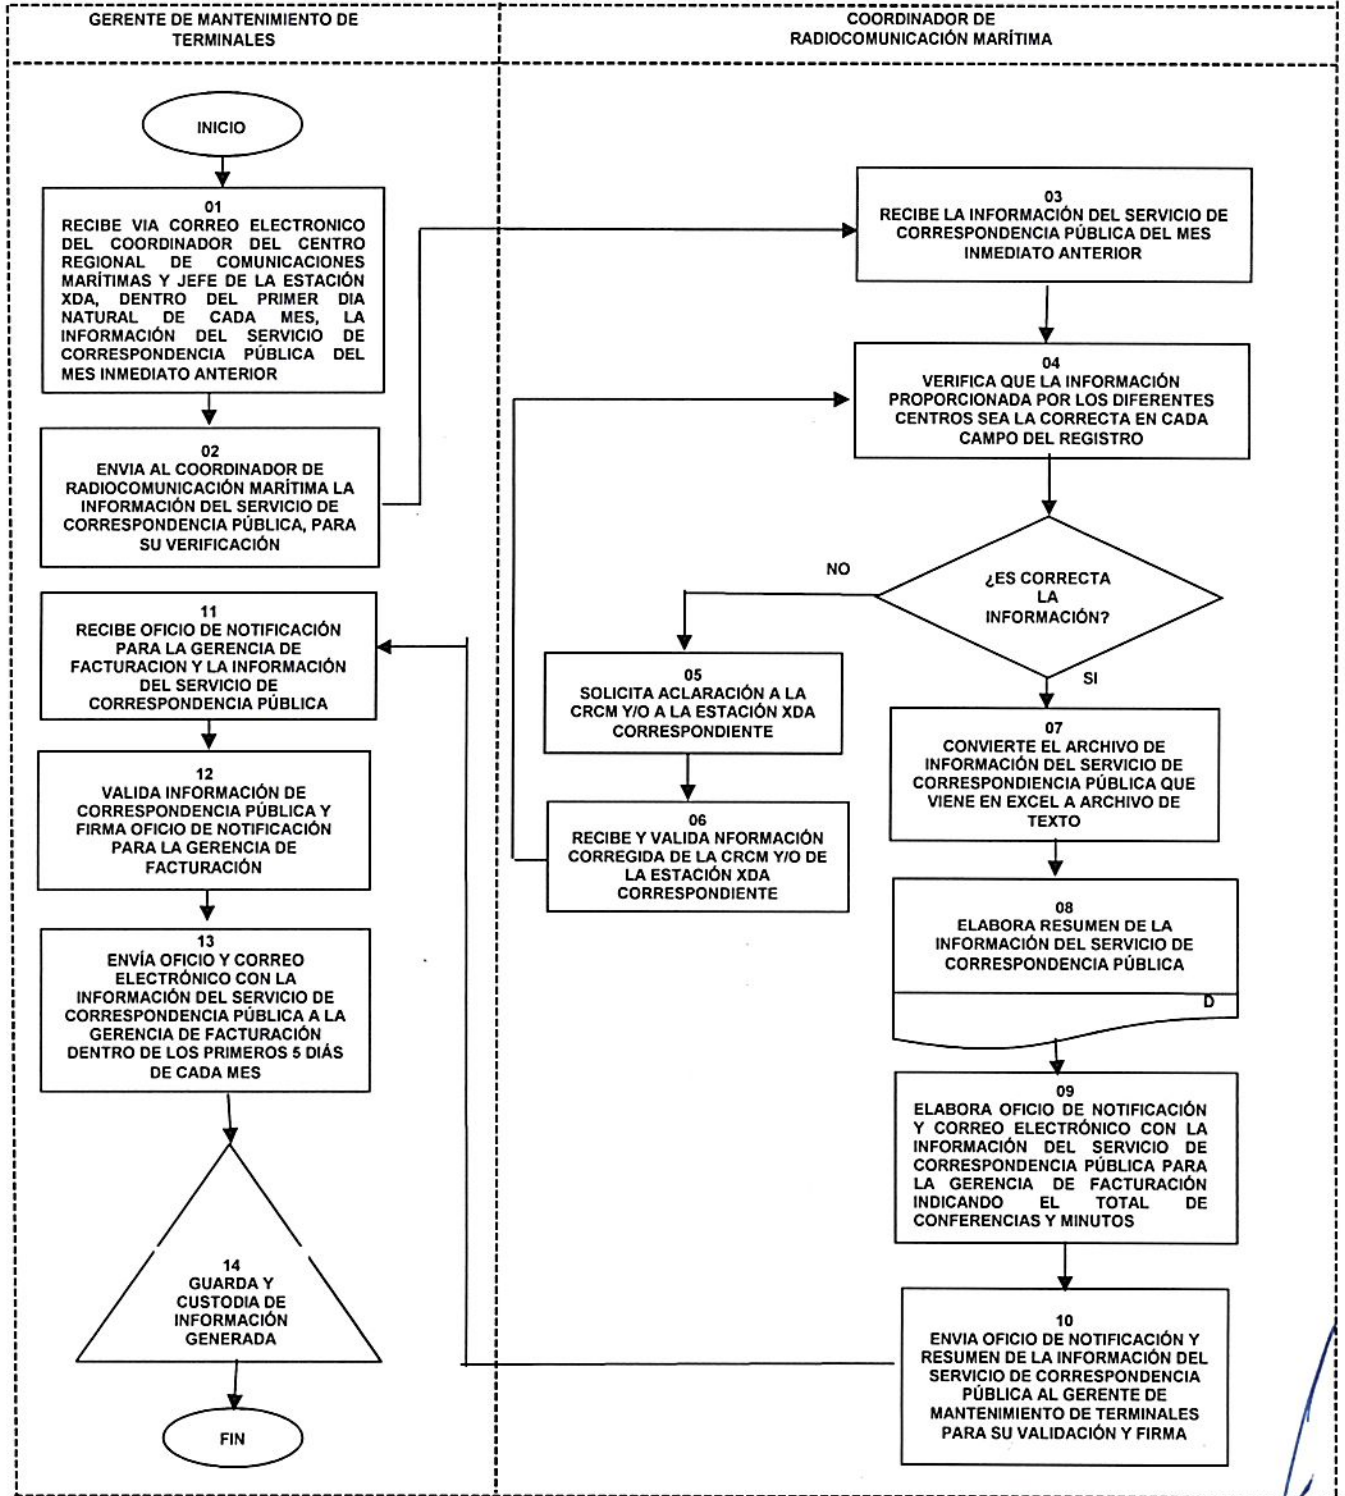 GERENTE DE MANTENIMIENTO DE
TERMINALES
COORDINADOR DE
RADIOCOMUNICACIÓN MARÍTIMA
INICIO
01
RECIBE VIA CORREO ELECTRONICO
DEL COORDINADOR DEL CENTRO
REGIONAL DE COMUNICACIONES
MARÍTIMAS Y JEFE DE LA ESTACIÓN
XDA, DENTRO DEL PRIMER DIA
NATURAL DE CADA MES, LA
INFORMACIÓN DEL SERVICIO DE
CORRESPONDENCIA PÚBLICA DEL
MES INMEDIATO ANTERIOR
02
ENVIA AL COORDINADOR DE
RADIOCOMUNICACIÓN MARÍTIMA LA
INFORMACIÓN DEL SERVICIO DE
CORRESPONDENCIA PÚBLICA, PARA
SU VERIFICACIÓN
03
RECIBE LA INFORMACIÓN DEL SERVICIO DE
CORRESPONDENCIA PÚBLICA DEL MES
INMEDIATO ANTERIOR
04
VERIFICA QUE LA INFORMACIÓN
PROPORCIONADA POR LOS DIFERENTES
CENTROS SEA LA CORRECTA EN CADA
CAMPO DEL REGISTRO
¿ES CORRECTA
LA
INFORMACIÓN?
NO
SI
05
SOLICITA ACLARACIÓN A LA
CRCM Y/O A LA ESTACIÓN XDA
CORRESPONDIENTE
06
RECIBE Y VALIDA NFORMACIÓN
CORREGIDA DE LA CRCM Y/O DE
LA ESTACIÓN XDA
CORRESPONDIENTE
07
CONVIERTE EL ARCHIVO DE
INFORMACIÓN DEL SERVICIO DE
CORRESPONDIENCIA PÚBLICA QUE
VIENE EN EXCEL A ARCHIVO DE
TEXTO
08
ELABORA RESUMEN DE LA
INFORMACIÓN DEL SERVICIO DE
CORRESPONDENCIA PÚBLICA
D
09
ELABORA OFICIO DE NOTIFICACIÓN
Y CORREO ELECTRÓNICO CON LA
INFORMACIÓN DEL SERVICIO DE
CORRESPONDENCIA PÚBLICA PARA
LA GERENCIA DE FACTURACIÓN
INDICANDO EL TOTAL DE
CONFERENCIAS Y MINUTOS
10
ENVIA OFICIO DE NOTIFICACIÓN Y
RESUMEN DE LA INFORMACIÓN DEL
SERVICIO DE CORRESPONDENCIA
PÚBLICA AL GERENTE DE
MANTENIMIENTO DE TERMINALES
PARA SU VALIDACIÓN Y FIRMA
11
RECIBE OFICIO DE NOTIFICACIÓN
PARA LA GERENCIA DE
FACTURACION Y LA INFORMACIÓN
DEL SERVICIO DE
CORRESPONDENCIA PÚBLICA
12
VALIDA INFORMACIÓN DE
CORRESPONDENCIA PÚBLICA Y
FIRMA OFICIO DE NOTIFICACIÓN
PARA LA GERENCIA DE
FACTURACIÓN
13
ENVÍA OFICIO Y CORREO
ELECTRÓNICO CON LA
INFORMACIÓN DEL SERVICIO DE
CORRESPONDENCIA PÚBLICA A LA
GERENCIA DE FACTURACIÓN
DENTRO DE LOS PRIMEROS 5 DIÁS
DE CADA MES
14
GUARDA Y
CUSTODIA DE
INFORMACIÓN
GENERADA
FIN